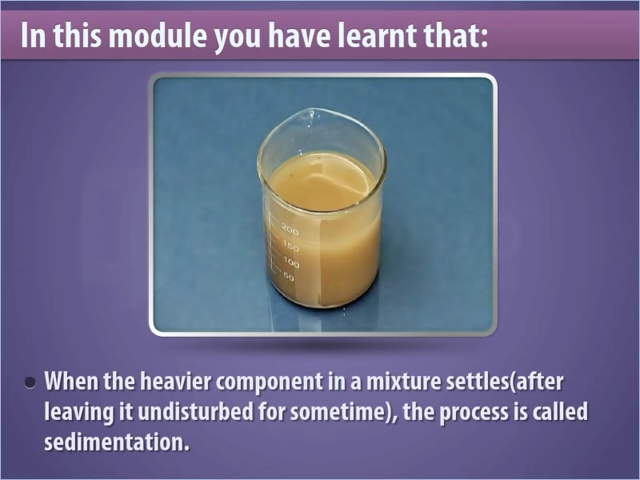 In this module you have learnt that:
200
150
100
50
When the heavier component in a mixture settles(after
leaving it undisturbed for sometime), the process is called
sedimentation.